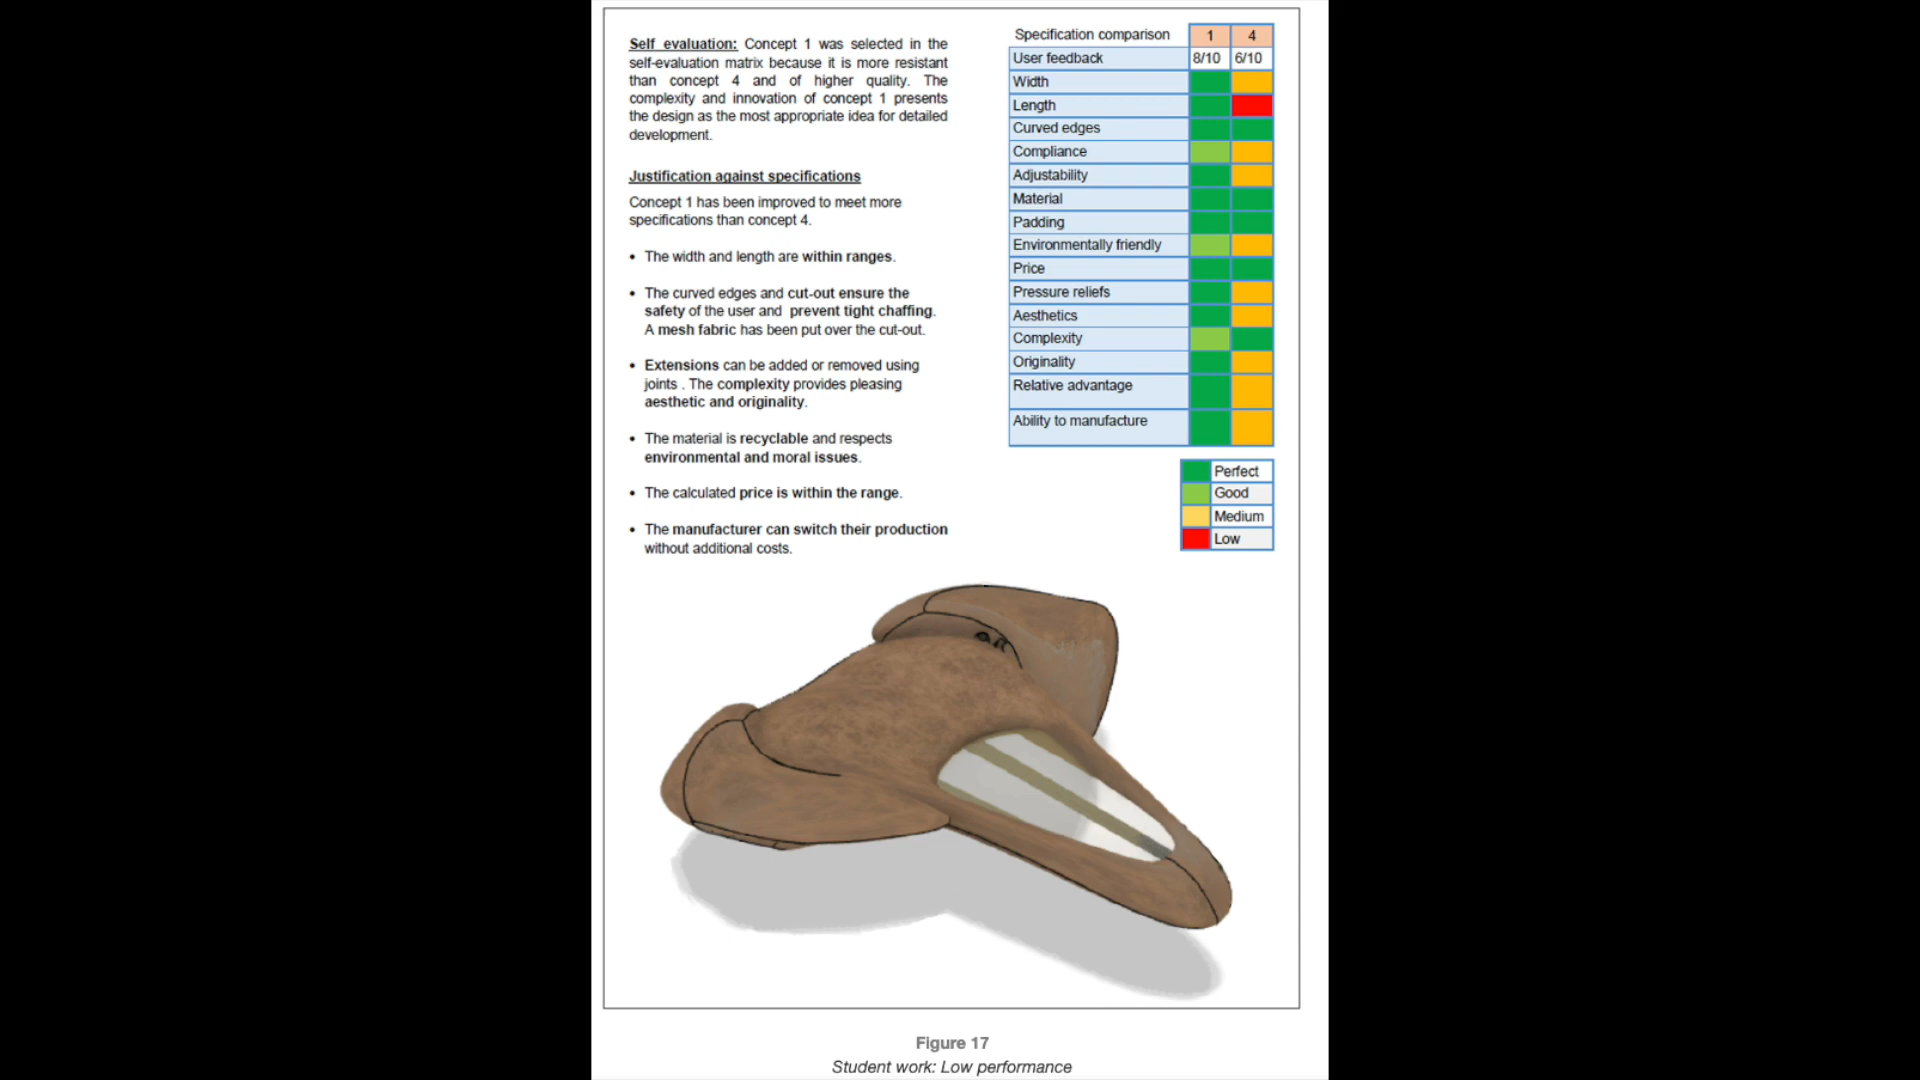 Self evaluation: Concept 1 was selected in the
self-evaluation matrix because it is more resistant
than concept 4 and of higher quality. The
complexity and innovation of concept 1 presents
the design as the most appropriate idea for detailed
development.
Justification against specifications
Concept 1 has been improved to meet more
specifications than concept 4.
• The width and length are within ranges.
• The curved edges and cut-out ensure the
safety of the user and prevent tight chaffing.
A mesh fabric has been put over the cut-out.
• Extensions can be added or removed using
joints . The complexity provides pleasing
aesthetic and originality.
• The material is recyclable and respects
environmental and moral issues.
• The calculated price is within the range.
• The manufacturer can switch their production
without additional costs.
Specification comparison 1 4
User feedback 8/10 6/10
Width
Length
Curved edges
Compliance
Adjustability
Material
Padding
Environmentally friendly
Price
Pressure reliefs
Aesthetics
Complexity
Originality
Relative advantage
Ability to manufacture
Perfect
Good
Medium
Low
Figure 17
Student work: Low performance